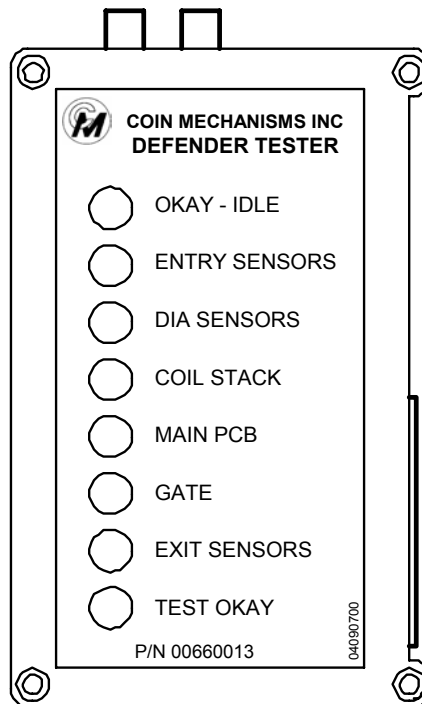 CM
COIN MECHANISMS INC
DEFENDER TESTER
OKAY - IDLE
ENTRY SENSORS
DIA SENSORS
COIL STACK
MAIN PCB
GATE
EXIT SENSORS
TEST OKAY
P/N 00660013
04090700